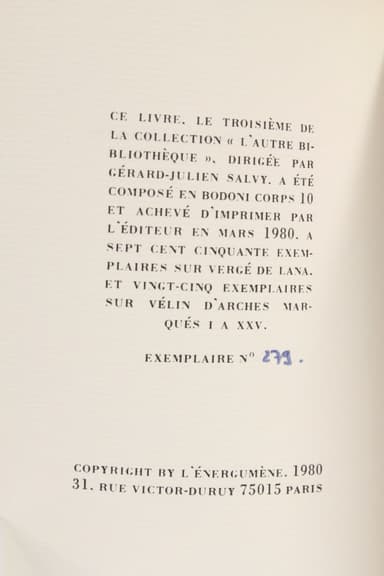 CE LIVRE, LE TROISIÈME DE
LA COLLECTION « L'AUTRE BI-
BLIOTHÈQUE », DIRIGÉE PAR
GÉRARD-JULIEN SALVY, A ÉTÉ
COMPOSÉ EN BODONI CORPS 10
ET ACHEVÉ D'IMPRIMER PAR
L'ÉDITEUR EN MARS 1980, A
SEPT CENT CINQUANTE EXEM-
PLAIRES SUR VERGÉ DE LANA,
ET VINGT-CINQ EXEMPLAIRES
SUR VÉLIN D'ARCHES MAR-
QUÉS I A XXV.
EXEMPLAIRE N° 279.
COPYRIGHT BY L'ÉNERGUMÈNE, 1980
31, RUE VICTOR-DURUY 75015 PARIS